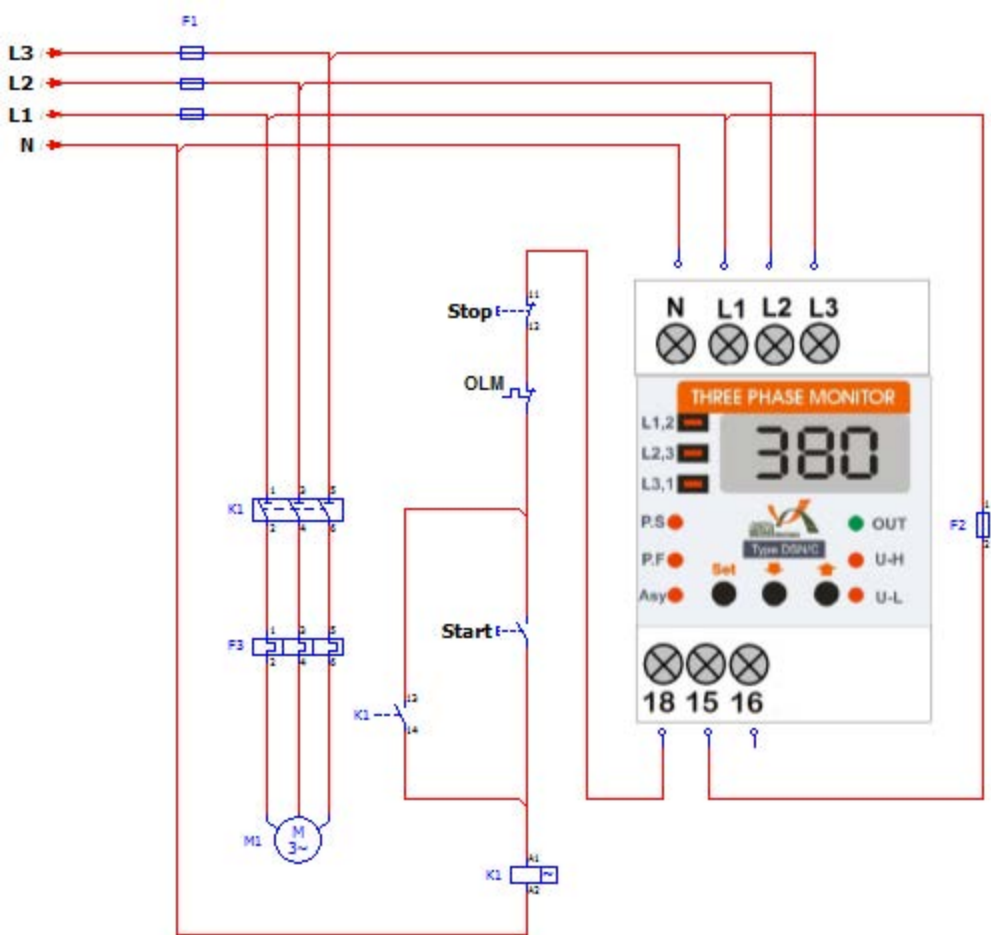 F1
L3
L2
L1
N
11
Stop
12
OLM
N L1 L2 L3
THREE PHASE MONITOR
L1,2
L2,3
L3,1
380
P.S
OUT
P.F
U-H
Type DSN/C
Set
Asy
U-L
F2
1
2
K1
1 3 5
2 4 6
F3
1 3 5
2 4 6
Start
K1
13
14
18 15 16
M1
M
3~
K1
A1
~
A2